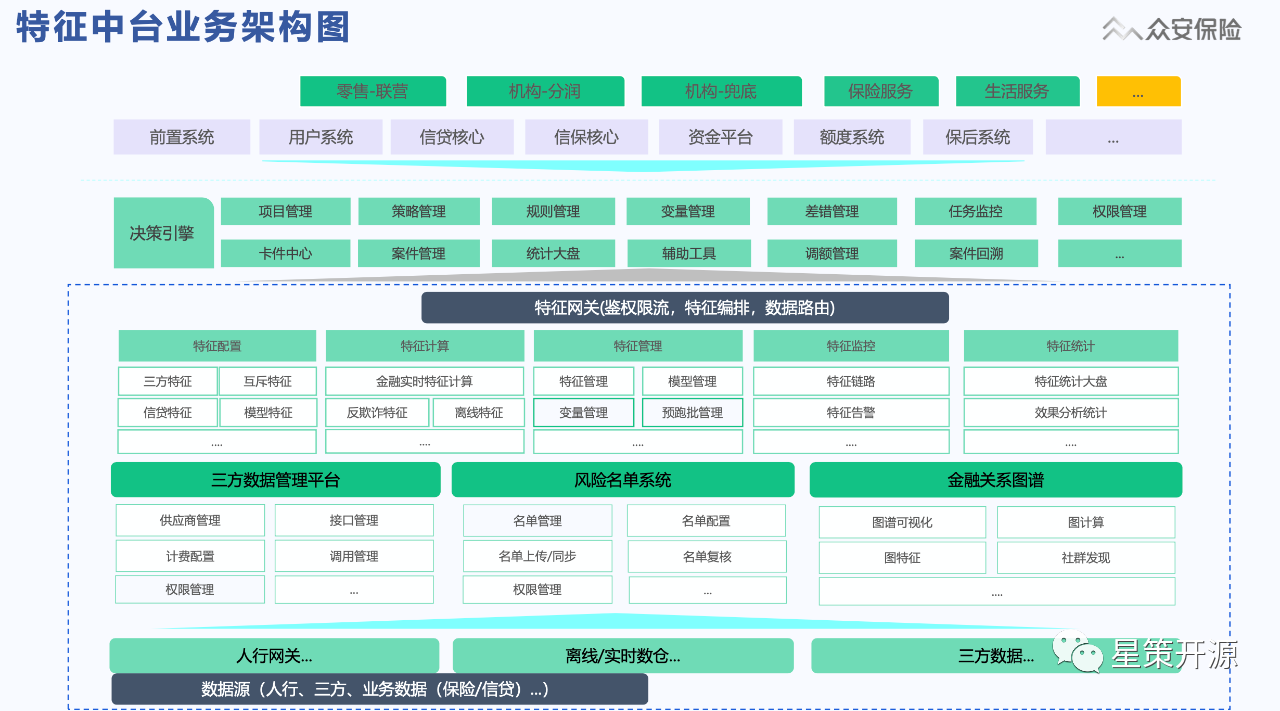 特征中台业务架构图
众安保险
零售-联营 机构-分润 机构-兜底 保险服务 生活服务 ...
前置系统 用户系统 信贷核心 信保核心 资金平台 额度系统 保后系统 ...
决策引擎
项目管理 策略管理 规则管理 变量管理 差错管理 任务监控 权限管理
卡件中心 案件管理 统计大盘 辅助工具 调额管理 案件回溯 ...
特征网关(鉴权限流，特征编排，数据路由)
特征配置 特征计算 特征管理 特征监控 特征统计
三方特征 互斥特征 金融实时特征计算 特征管理 模型管理 特征链路 特征统计大盘
信贷特征 模型特征 反欺诈特征 离线特征 变量管理 预跑批管理 特征告警 效果分析统计
.... .... .... .... ....
三方数据管理平台 风险名单系统 金融关系图谱
供应商管理 接口管理 名单管理 名单配置 图谱可视化 图计算
计费配置 调用管理 名单上传/同步 名单复核 图特征 社群发现
权限管理 ... 权限管理 ... ....
人行网关... 离线/实时数仓... 三方数据...
星策开源
数据源（人行、三方、业务数据（保险/信贷）...）